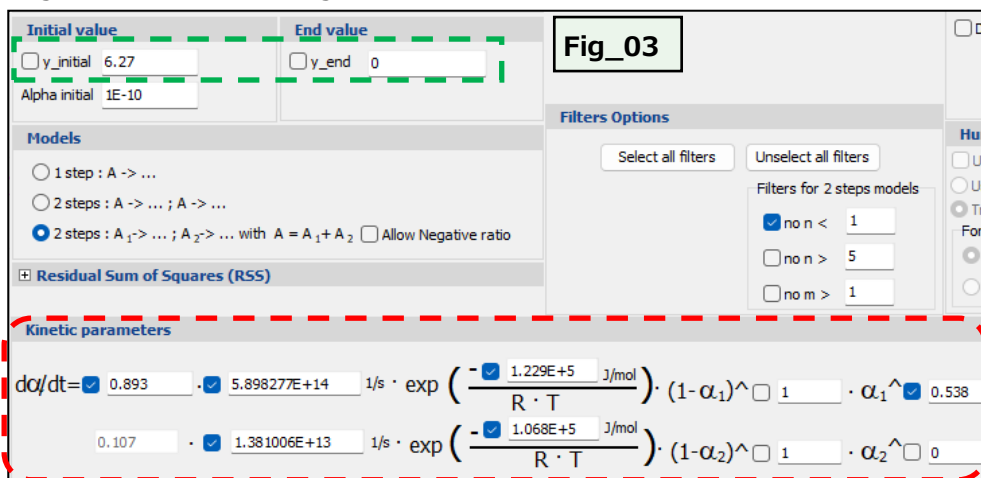 Initial value
End value
Fig_03
y_initial 6.27
y_end 0
Alpha initial 1E-10
Filters Options
Models
Select all filters
Unselect all filters
1 step : A -> ...
Filters for 2 steps models
2 steps : A -> ... ; A -> ...
no n < 1
2 steps : A₁-> ... ; A₂-> ... with A = A₁+ A₂
Allow Negative ratio
no n > 5
Residual Sum of Squares (RSS)
no m > 1
Kinetic parameters
dα/dt= 0.893 · 5.898277E+14 1/s · exp ( - 1.229E+5 J/mol / R · T ) · (1-α₁)^ 1 · α₁^ 0.538
0.107 · 1.381006E+13 1/s · exp ( - 1.068E+5 J/mol / R · T ) · (1-α₂)^ 1 · α₂^ 0